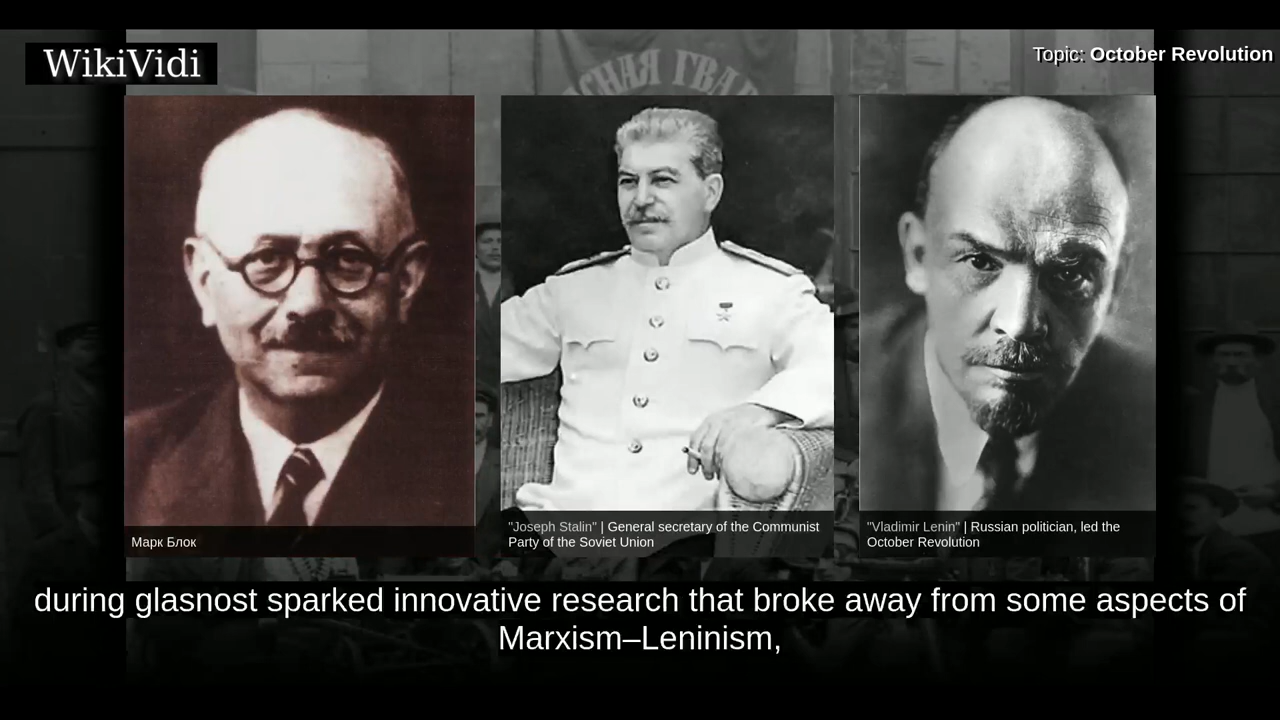 WikiVidi
Topic: October Revolution
СНАЯ ГВА
Марк Блок
"Joseph Stalin" | General secretary of the Communist
Party of the Soviet Union
"Vladimir Lenin" | Russian politician, led the
October Revolution
during glasnost sparked innovative research that broke away from some aspects of
Marxism–Leninism,